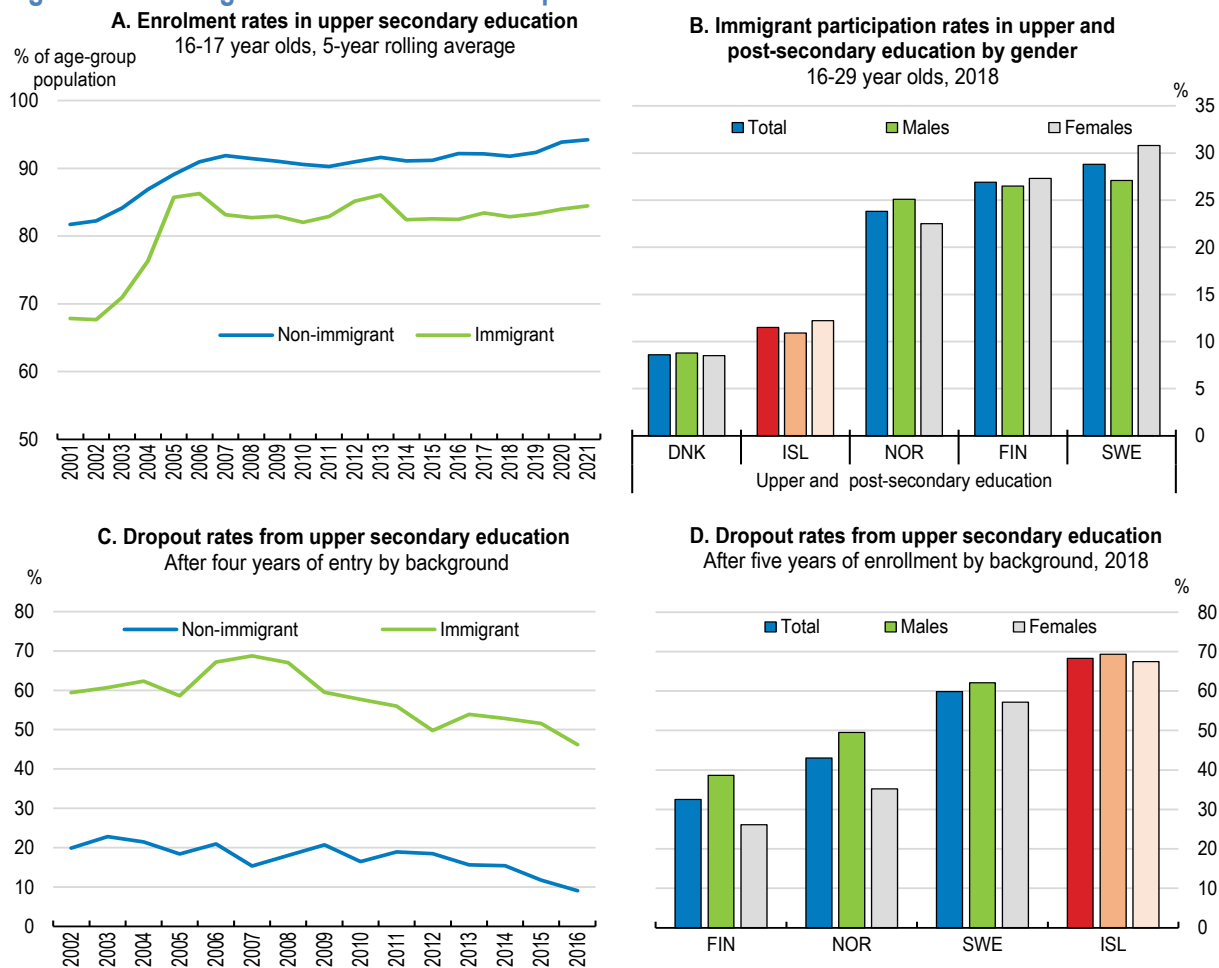 A. Enrolment rates in upper secondary education
16-17 year olds, 5-year rolling average
% of age-group
population
100
90
80
70
60
50
Non-immigrant
Immigrant
2001
2002
2003
2004
2005
2006
2007
2008
2009
2010
2011
2012
2013
2014
2015
2016
2017
2018
2019
2020
2021
B. Immigrant participation rates in upper and
post-secondary education by gender
16-29 year olds, 2018
%
35
30
25
20
15
10
5
0
Total
Males
Females
DNK
ISL
NOR
FIN
SWE
Upper and post-secondary education
C. Dropout rates from upper secondary education
After four years of entry by background
%
80
70
60
50
40
30
20
10
0
Non-immigrant
Immigrant
2002
2003
2004
2005
2006
2007
2008
2009
2010
2011
2012
2013
2014
2015
2016
D. Dropout rates from upper secondary education
After five years of enrollment by background, 2018
%
80
70
60
50
40
30
20
10
0
Total
Males
Females
FIN
NOR
SWE
ISL